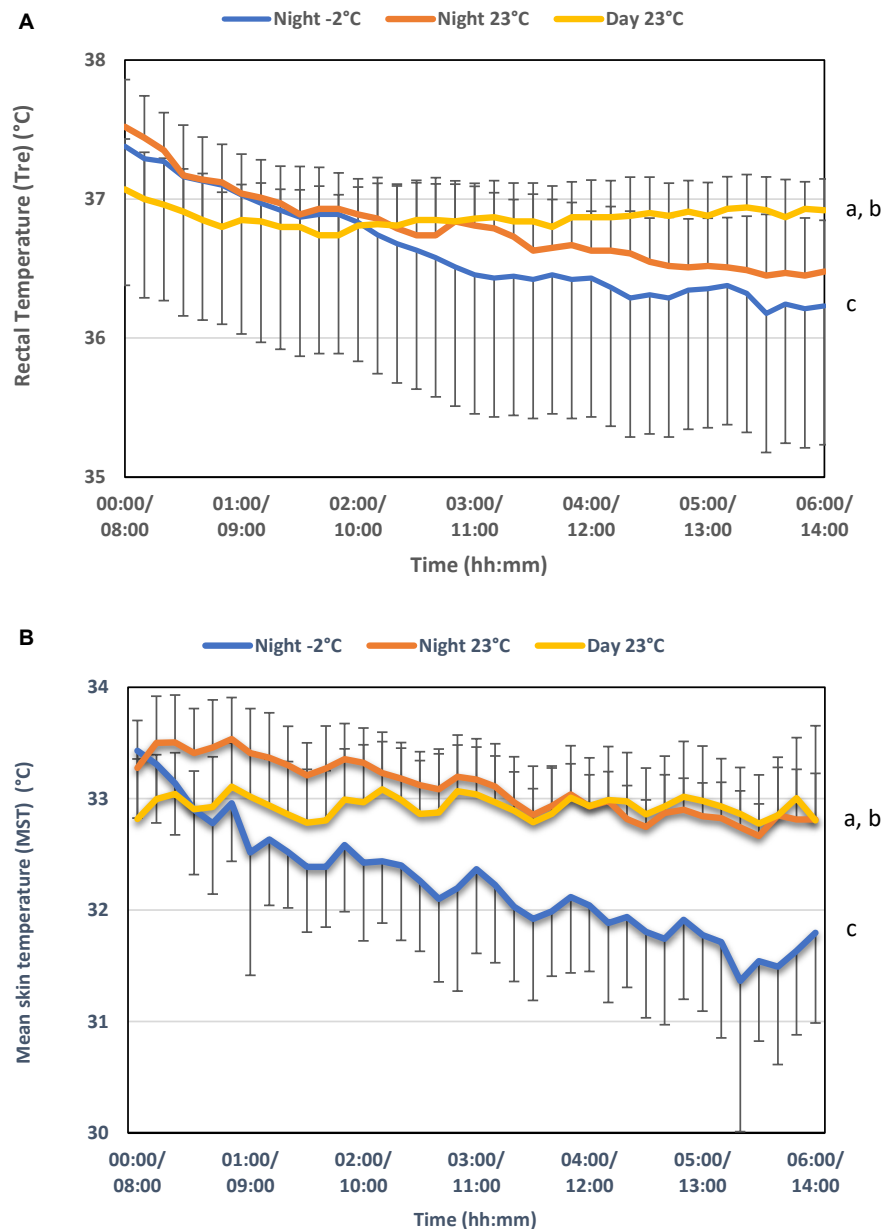 A
Night -2°C Night 23°C Day 23°C
Rectal Temperature (Tre) (°C)
38
37
36
35
a, b
c
00:00/ 01:00/ 02:00/ 03:00/ 04:00/ 05:00/ 06:00/
08:00 09:00 10:00 11:00 12:00 13:00 14:00
Time (hh:mm)
B
Night -2°C Night 23°C Day 23°C
Mean skin temperature (MST) (°C)
34
33
32
31
30
a, b
c
00:00/ 01:00/ 02:00/ 03:00/ 04:00/ 05:00/ 06:00/
08:00 09:00 10:00 11:00 12:00 13:00 14:00
Time (hh:mm)